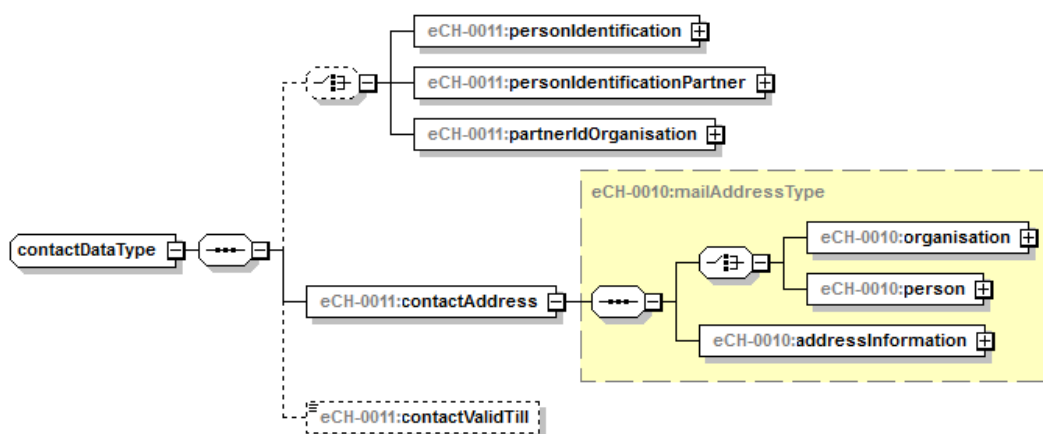 eCH-0011:personIdentification
eCH-0011:personIdentificationPartner
eCH-0011:partnerIdOrganisation
eCH-0010:mailAddressType
contactDataType
eCH-0010:organisation
eCH-0010:person
eCH-0011:contactAddress
eCH-0010:addressInformation
eCH-0011:contactValidTill